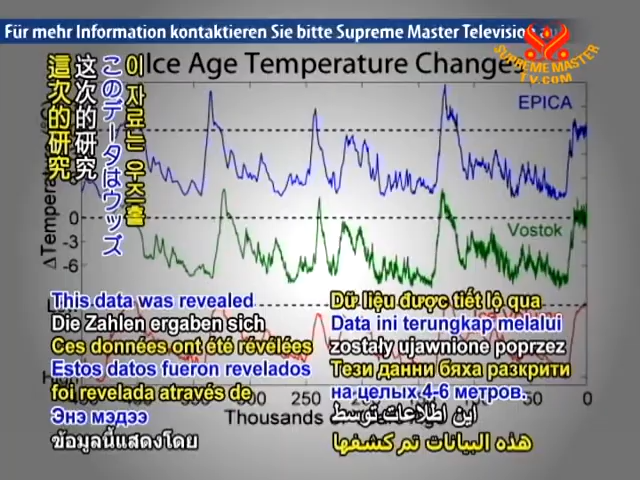 Für mehr Information kontaktieren Sie bitte Supreme Master Television
SUPREME MASTER
TV.COM
Ice Age Temperature Changes
EPICA
Vostok
ΔTemperature
0
-3
-6
這次的研究
这次的研究
このデータはウッズ
이 자료는 우즈홀
This data was revealed
Die Zahlen ergaben sich
Ces données ont été révélées
Estos datos fueron revelados
foi revelada através de
Энэ мэдээ
ข้อมูลนี้แสดงโดย
Dữ liệu được tiết lộ qua
Data ini terungkap melalui
zostały ujawnione poprzez
Тези данни бяха разкрити
на целых 4-6 метров.
این اطلاعات توسط
هذه البيانات تم كشفها
Thousands
50
0